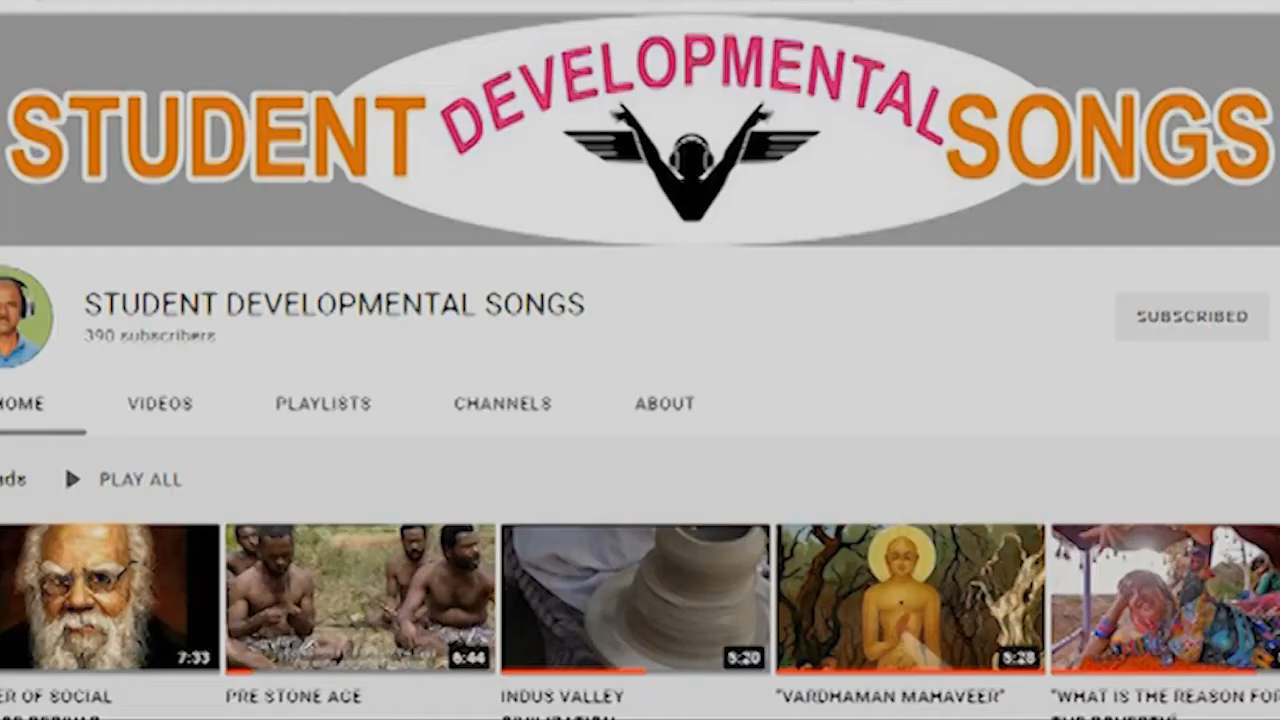 STUDENT DEVELOPMENTAL SONGS
STUDENT DEVELOPMENTAL SONGS
390 subscribers
SUBSCRIBED
HOME VIDEOS PLAYLISTS CHANNELS ABOUT
PLAY ALL
7:33 6:44 5:20 5:28
ER OF SOCIAL PRE STONE AGE INDUS VALLEY "VARDHAMAN MAHAVEER" "WHAT IS THE REASON FOR